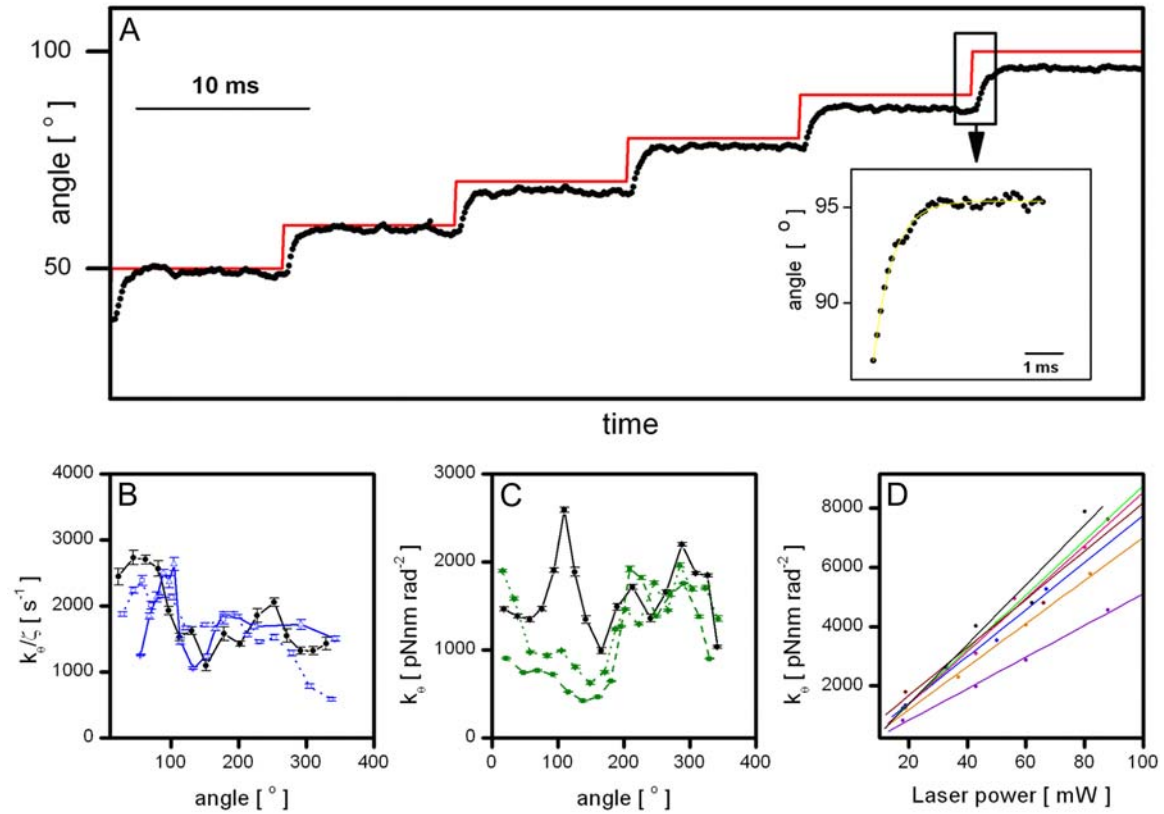 A
100
50
angle [ ° ]
10 ms
95
90
angle [ ° ]
1 ms
time
B
4000
3000
2000
1000
0
kθ/ζ [ s⁻¹ ]
0 100 200 300 400
angle [ ° ]
C
3000
2000
1000
0
kθ [ pNnm rad⁻² ]
0 100 200 300 400
angle [ ° ]
D
8000
6000
4000
2000
kθ [ pNnm rad⁻² ]
20 40 60 80 100
Laser power [ mW ]